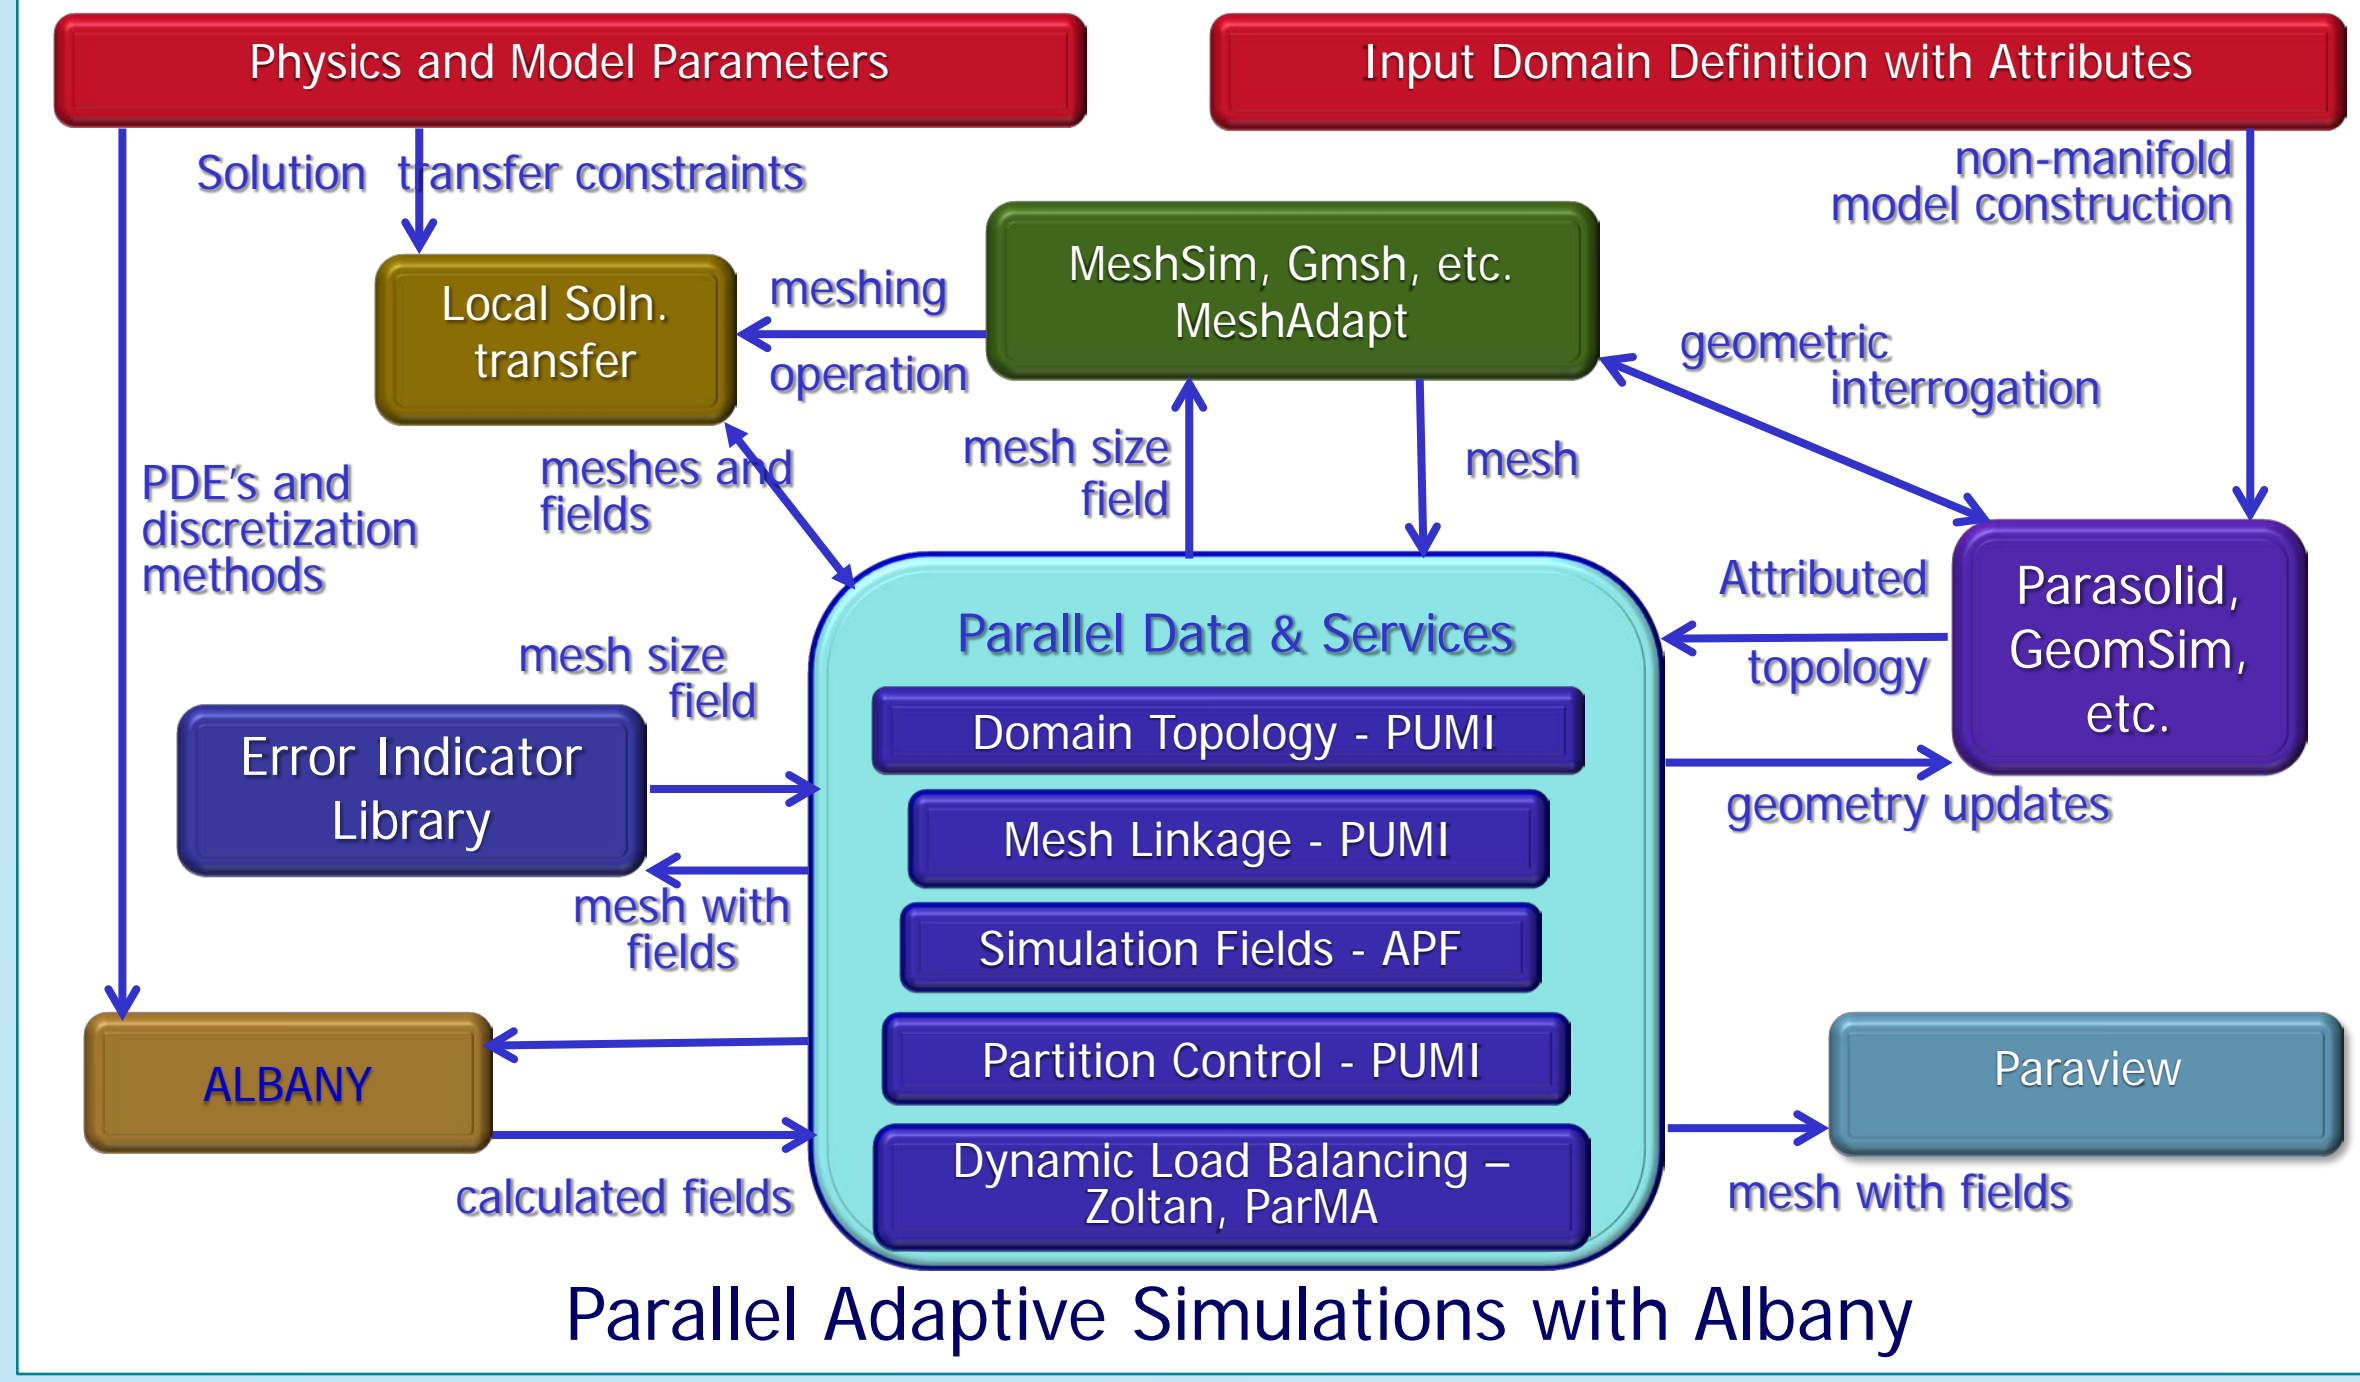 Physics and Model Parameters
Input Domain Definition with Attributes
Solution transfer constraints
non-manifold
model construction
MeshSim, Gmsh, etc.
MeshAdapt
Local Soln.
transfer
meshing
operation
geometric
interrogation
meshes and
fields
mesh size
field
mesh
PDE's and
discretization
methods
Parasolid,
GeomSim,
etc.
Attributed
topology
Parallel Data & Services
mesh size
field
Domain Topology - PUMI
Error Indicator
Library
geometry updates
Mesh Linkage - PUMI
mesh with
fields
Simulation Fields - APF
Partition Control - PUMI
ALBANY
Paraview
Dynamic Load Balancing –
Zoltan, ParMA
calculated fields
mesh with fields
Parallel Adaptive Simulations with Albany